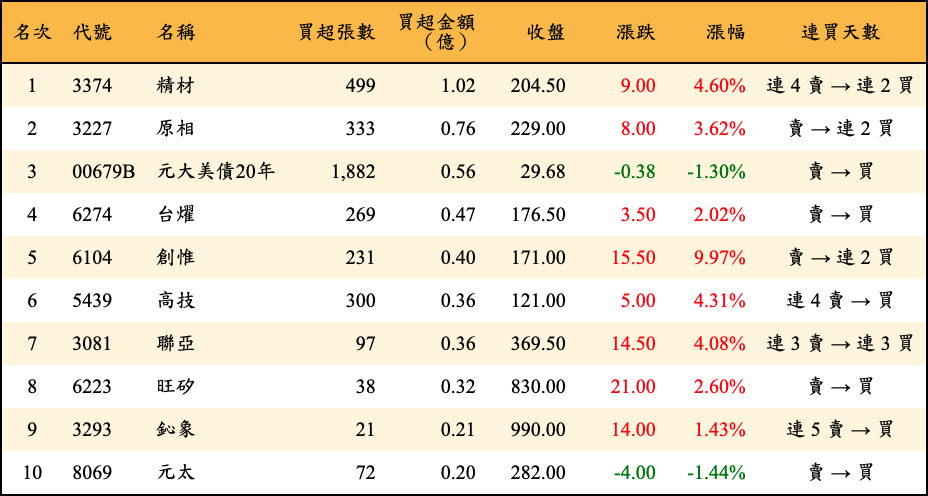 名次 代號 名稱 買超張數 買超金額（億） 收盤 漲跌 漲幅 連買天數
1 3374 精材 499 1.02 204.50 9.00 4.60% 連 4 賣 → 連 2 買
2 3227 原相 333 0.76 229.00 8.00 3.62% 賣 → 連 2 買
3 00679B 元大美債20年 1,882 0.56 29.68 -0.38 -1.30% 賣 → 買
4 6274 台燿 269 0.47 176.50 3.50 2.02% 賣 → 買
5 6104 創惟 231 0.40 171.00 15.50 9.97% 賣 → 連 2 買
6 5439 高技 300 0.36 121.00 5.00 4.31% 連 4 賣 → 買
7 3081 聯亞 97 0.36 369.50 14.50 4.08% 連 3 賣 → 連 3 買
8 6223 旺矽 38 0.32 830.00 21.00 2.60% 賣 → 買
9 3293 鈊象 21 0.21 990.00 14.00 1.43% 連 5 賣 → 買
10 8069 元太 72 0.20 282.00 -4.00 -1.44% 賣 → 買